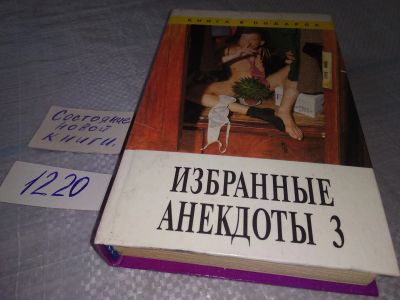 КНИГА В ПОДАРОК
Состояние
новой
книги.
1220
ИЗБРАННЫЕ
АНЕКДОТЫ 3